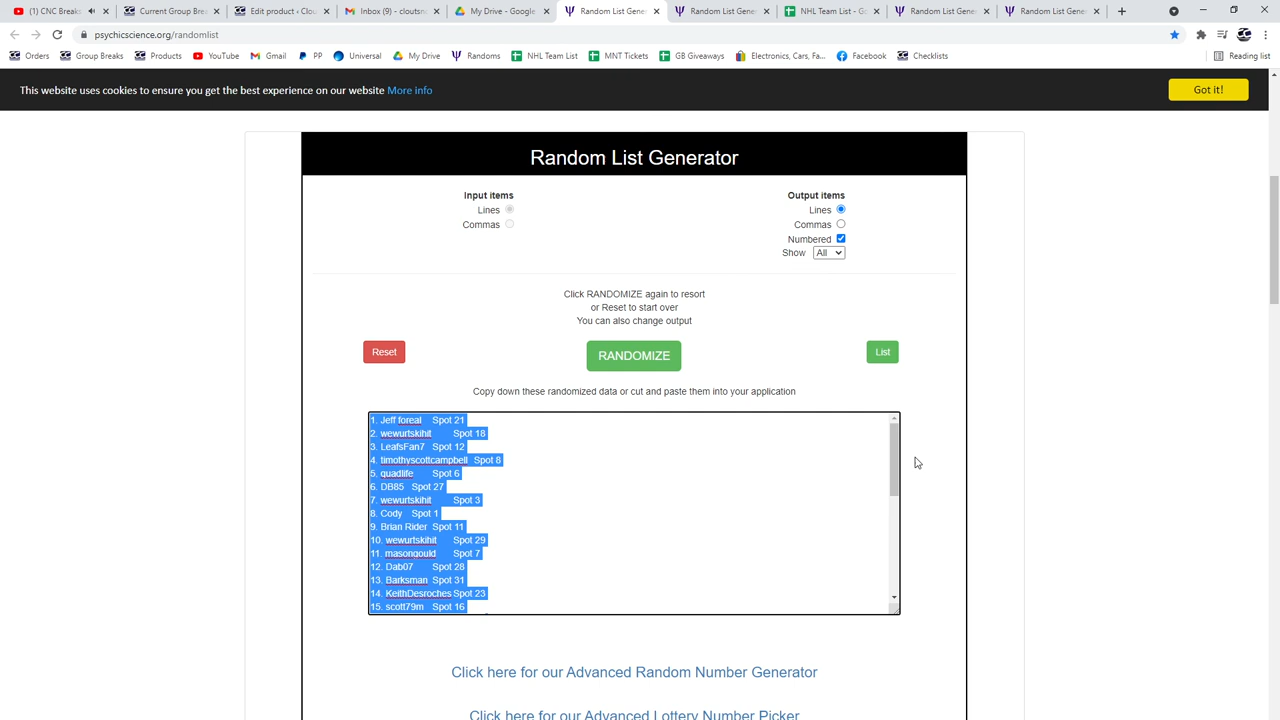 (1) CNC Breaks
Current Group Bre
Edit product • Clou
Inbox (9) - cloutsn
My Drive - Google
Random List Gene
Random List Gene
NHL Team List - Go
Random List Gene
Random List Gene
psychicscience.org/randomlist
Orders
Group Breaks
Products
YouTube
Gmail
PP
Universal
My Drive
Randoms
NHL Team List
MNT Tickets
GB Giveaways
Electronics, Cars, Fa...
Facebook
Checklists
Reading list
This website uses cookies to ensure you get the best experience on our website More info
Got it!
Random List Generator
Input items
Lines
Commas
Output items
Lines
Commas
Numbered
Show All
Click RANDOMIZE again to resort
or Reset to start over
You can also change output
Reset
RANDOMIZE
List
Copy down these randomized data or cut and paste them into your application
1. Jeff foreal Spot 21
2. wewurtskihit Spot 18
3. LeafsFan7 Spot 12
4. timothyscottcampbell Spot 8
5. quadlife Spot 6
6. DB85 Spot 27
7. wewurtskihit Spot 3
8. Cody Spot 1
9. Brian Rider Spot 11
10. wewurtskihit Spot 29
11. masongould Spot 7
12. Dab07 Spot 28
13. Barksman Spot 31
14. KeithDesroches Spot 23
15. scott79m Spot 16
Click here for our Advanced Random Number Generator
Click here for our Advanced Lottery Number Picker